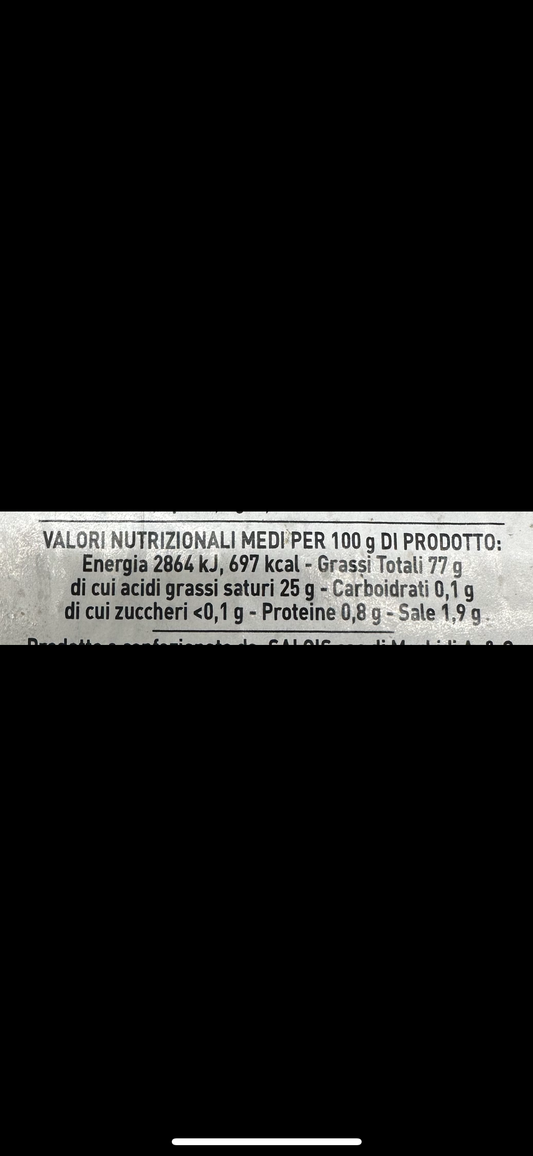 VALORI NUTRIZIONALI MEDI PER 100 g DI PRODOTTO:
Energia 2864 kJ, 697 kcal - Grassi Totali 77 g
di cui acidi grassi saturi 25 g - Carboidrati 0,1 g
di cui zuccheri <0,1 g - Proteine 0,8 g - Sale 1,9 g